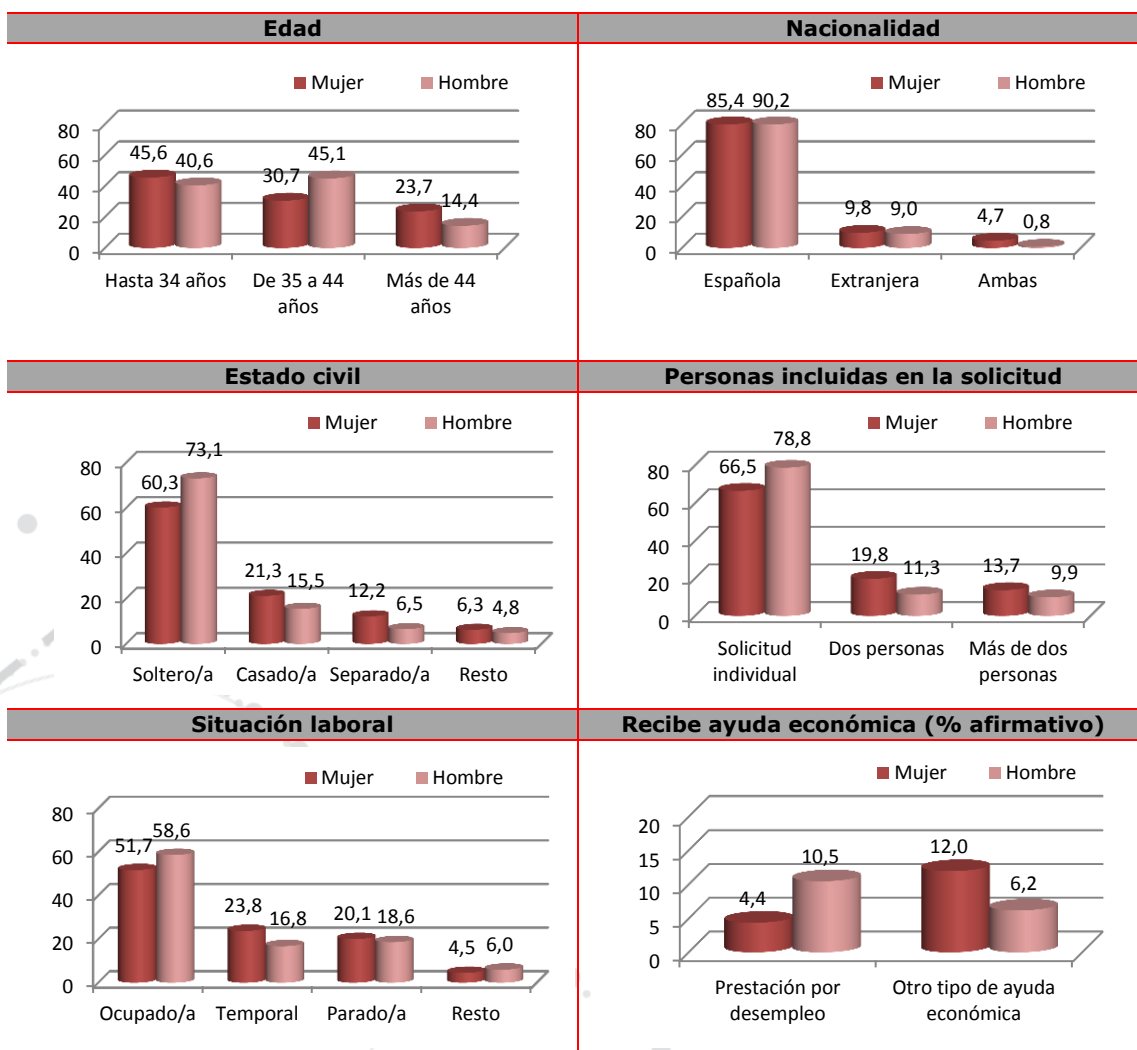 Edad
Mujer Hombre
80
60
40
20
0
45,6 40,6
30,7 45,1
23,7 14,4
Hasta 34 años De 35 a 44 Más de 44
años años
Nacionalidad
Mujer Hombre
80
60
40
20
0
85,4 90,2
9,8 9,0
4,7 0,8
Española Extranjera Ambas
Estado civil
Mujer Hombre
80
60
40
20
0
60,3 73,1
21,3 15,5
12,2 6,5
6,3 4,8
Soltero/a Casado/a Separado/a Resto
Personas incluidas en la solicitud
Mujer Hombre
80
60
40
20
0
66,5 78,8
19,8 11,3
13,7 9,9
Solicitud Dos personas Más de dos
individual personas
Situación laboral
Mujer Hombre
80
60
40
20
0
51,7 58,6
23,8 16,8
20,1 18,6
4,5 6,0
Ocupado/a Temporal Parado/a Resto
Recibe ayuda económica (% afirmativo)
Mujer Hombre
20
15
10
5
0
4,4 10,5
12,0 6,2
Prestación por Otro tipo de ayuda
desempleo económica